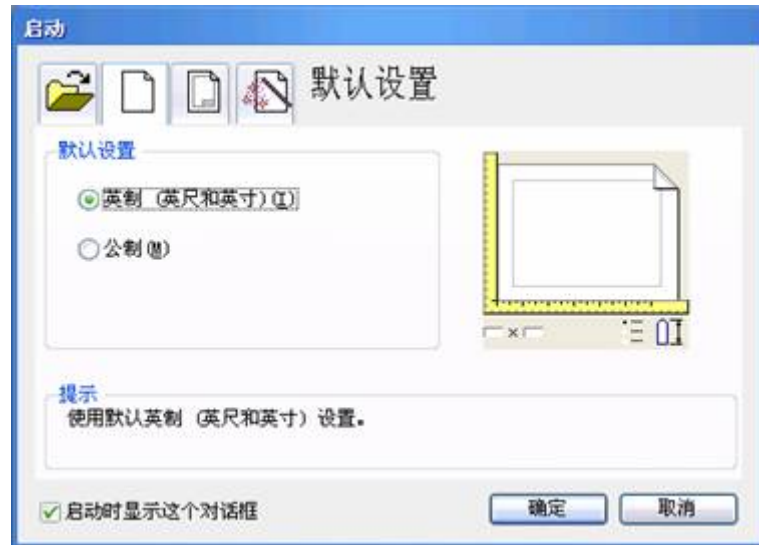 启动
默认设置
默认设置
英制 (英尺和英寸)(I)
公制(M)
提示
使用默认英制 (英尺和英寸) 设置。
启动时显示这个对话框
确定
取消